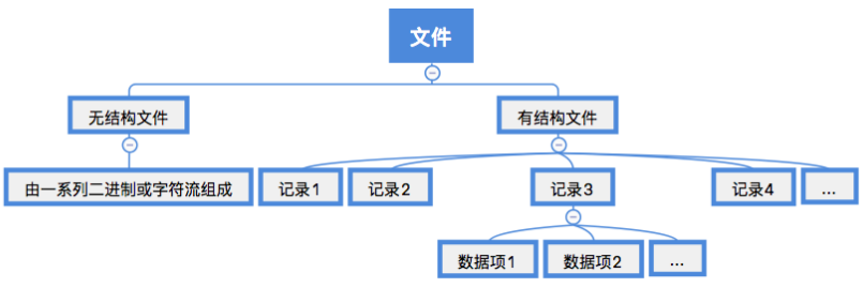 文件
无结构文件
有结构文件
由一系列二进制或字符流组成
记录1
记录2
记录3
记录4
...
数据项1
数据项2
...